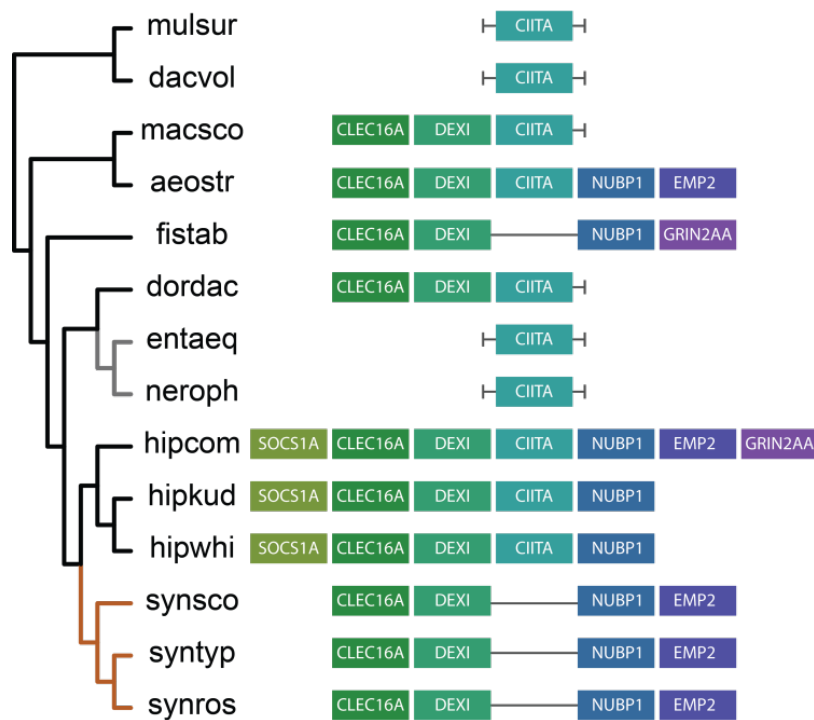 mulsur CIITA
dacvol CIITA
macsco CLEC16A DEXI CIITA
aeostr CLEC16A DEXI CIITA NUBP1 EMP2
fistab CLEC16A DEXI NUBP1 GRIN2AA
dordac CLEC16A DEXI CIITA
entaeq CIITA
neroph CIITA
hipcom SOCS1A CLEC16A DEXI CIITA NUBP1 EMP2 GRIN2AA
hipkud SOCS1A CLEC16A DEXI CIITA NUBP1
hipwhi SOCS1A CLEC16A DEXI CIITA NUBP1
synsco CLEC16A DEXI NUBP1 EMP2
syntyp CLEC16A DEXI NUBP1 EMP2
synros CLEC16A DEXI NUBP1 EMP2